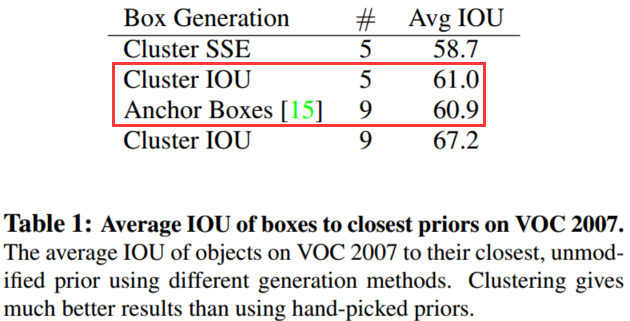 Box Generation # Avg IOU
Cluster SSE 5 58.7
Cluster IOU 5 61.0
Anchor Boxes [15] 9 60.9
Cluster IOU 9 67.2
Table 1: Average IOU of boxes to closest priors on VOC 2007.
The average IOU of objects on VOC 2007 to their closest, unmod-
ified prior using different generation methods. Clustering gives
much better results than using hand-picked priors.